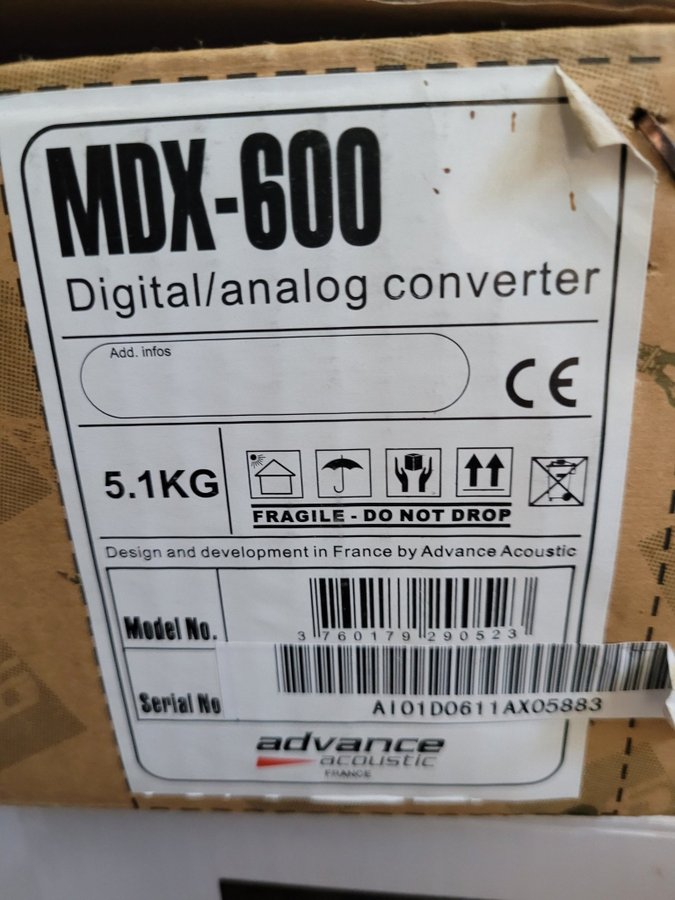 MDX-600
Digital/analog converter
Add. infos
CE
5.1KG
FRAGILE - DO NOT DROP
Design and development in France by Advance Acoustic
Model No.
3 760179 290523
Serial No
AI01D0611AX05883
advance
acoustic
FRANCE